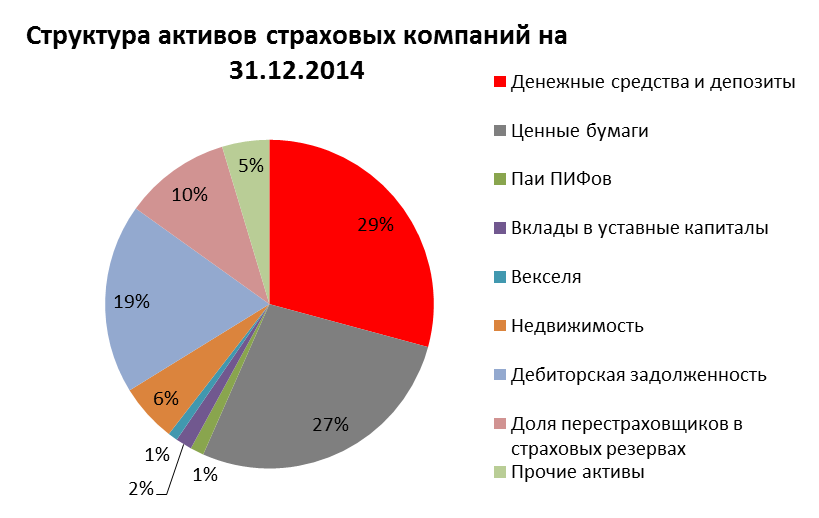 Структура активов страховых компаний на
31.12.2014
Денежные средства и депозиты
Ценные бумаги
Паи ПИФов
Вклады в уставные капиталы
Векселя
Недвижимость
Дебиторская задолженность
Доля перестраховщиков в
страховых резервах
Прочие активы
29%
27%
1%
2%
1%
6%
19%
10%
5%